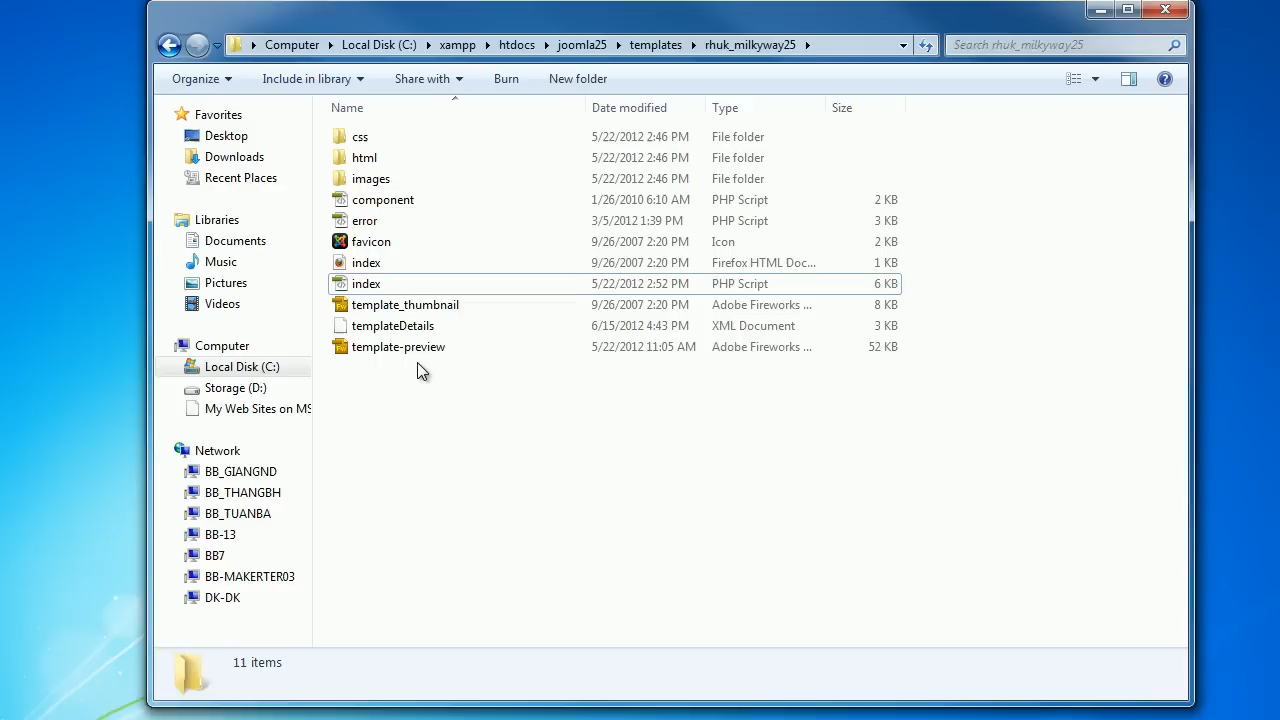 Computer Local Disk (C:) xampp htdocs joomla25 templates rhuk_milkyway25 Search rhuk_milkyway25
Organize Include in library Share with Burn New folder
Name Date modified Type Size
Favorites
Desktop
Downloads
Recent Places
Libraries
Documents
Music
Pictures
Videos
Computer
Local Disk (C:)
Storage (D:)
My Web Sites on MS
Network
BB_GIANGND
BB_THANGBH
BB_TUANBA
BB-13
BB7
BB-MAKERTER03
DK-DK
css 5/22/2012 2:46 PM File folder
html 5/22/2012 2:46 PM File folder
images 5/22/2012 2:46 PM File folder
component 1/26/2010 6:10 AM PHP Script 2 KB
error 3/5/2012 1:39 PM PHP Script 3 KB
favicon 9/26/2007 2:20 PM Icon 2 KB
index 9/26/2007 2:20 PM Firefox HTML Doc... 1 KB
index 5/22/2012 2:52 PM PHP Script 6 KB
template_thumbnail 9/26/2007 2:20 PM Adobe Fireworks ... 8 KB
templateDetails 6/15/2012 4:43 PM XML Document 3 KB
template-preview 5/22/2012 11:05 AM Adobe Fireworks ... 52 KB
11 items